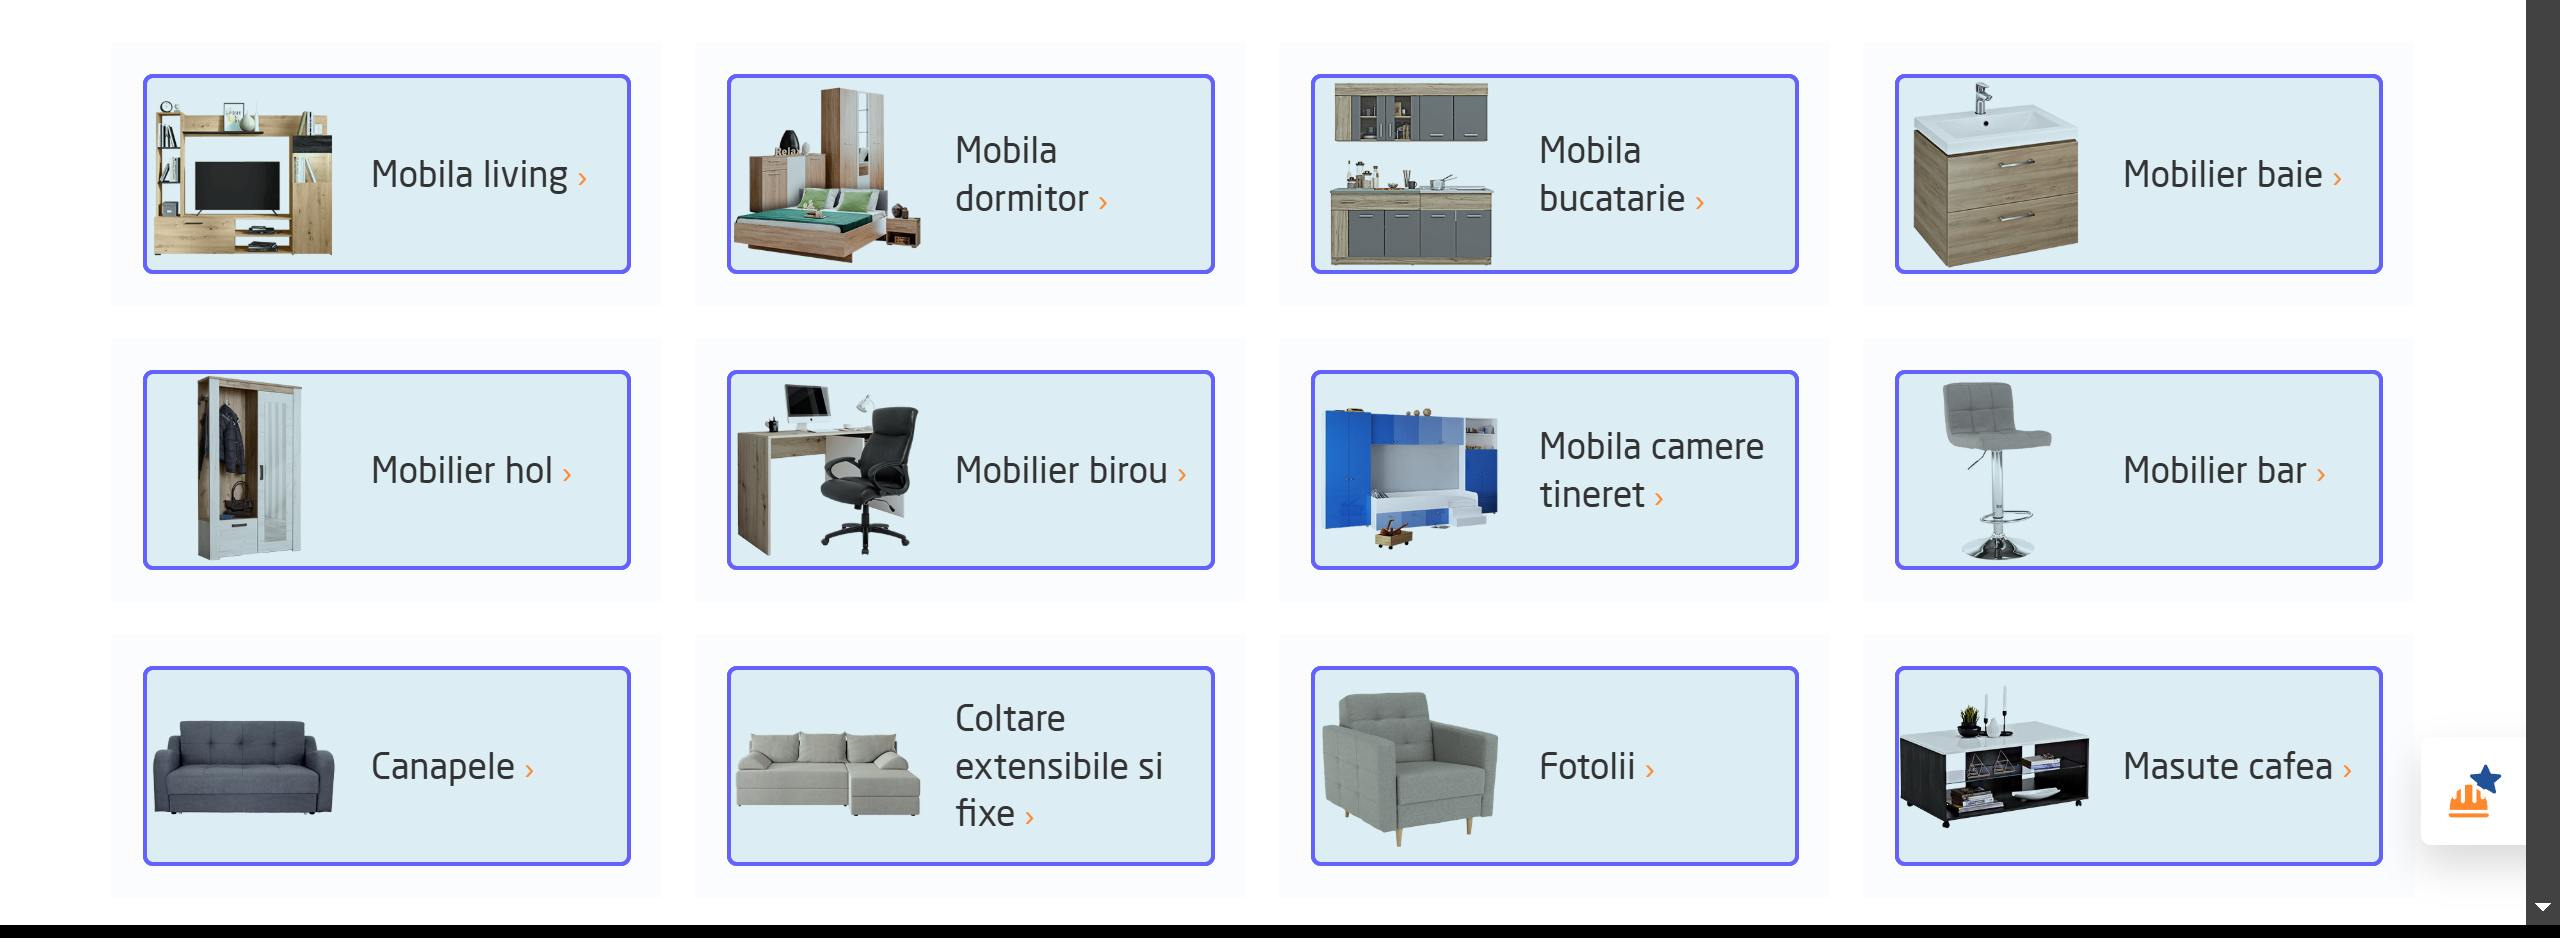 Mobila living ›
Mobila
dormitor ›
Mobila
bucatarie ›
Mobilier baie ›
Mobilier hol ›
Mobilier birou ›
Mobila camere
tineret ›
Mobilier bar ›
Canapele ›
Coltare
extensibile si
fixe ›
Fotolii ›
Masute cafea ›